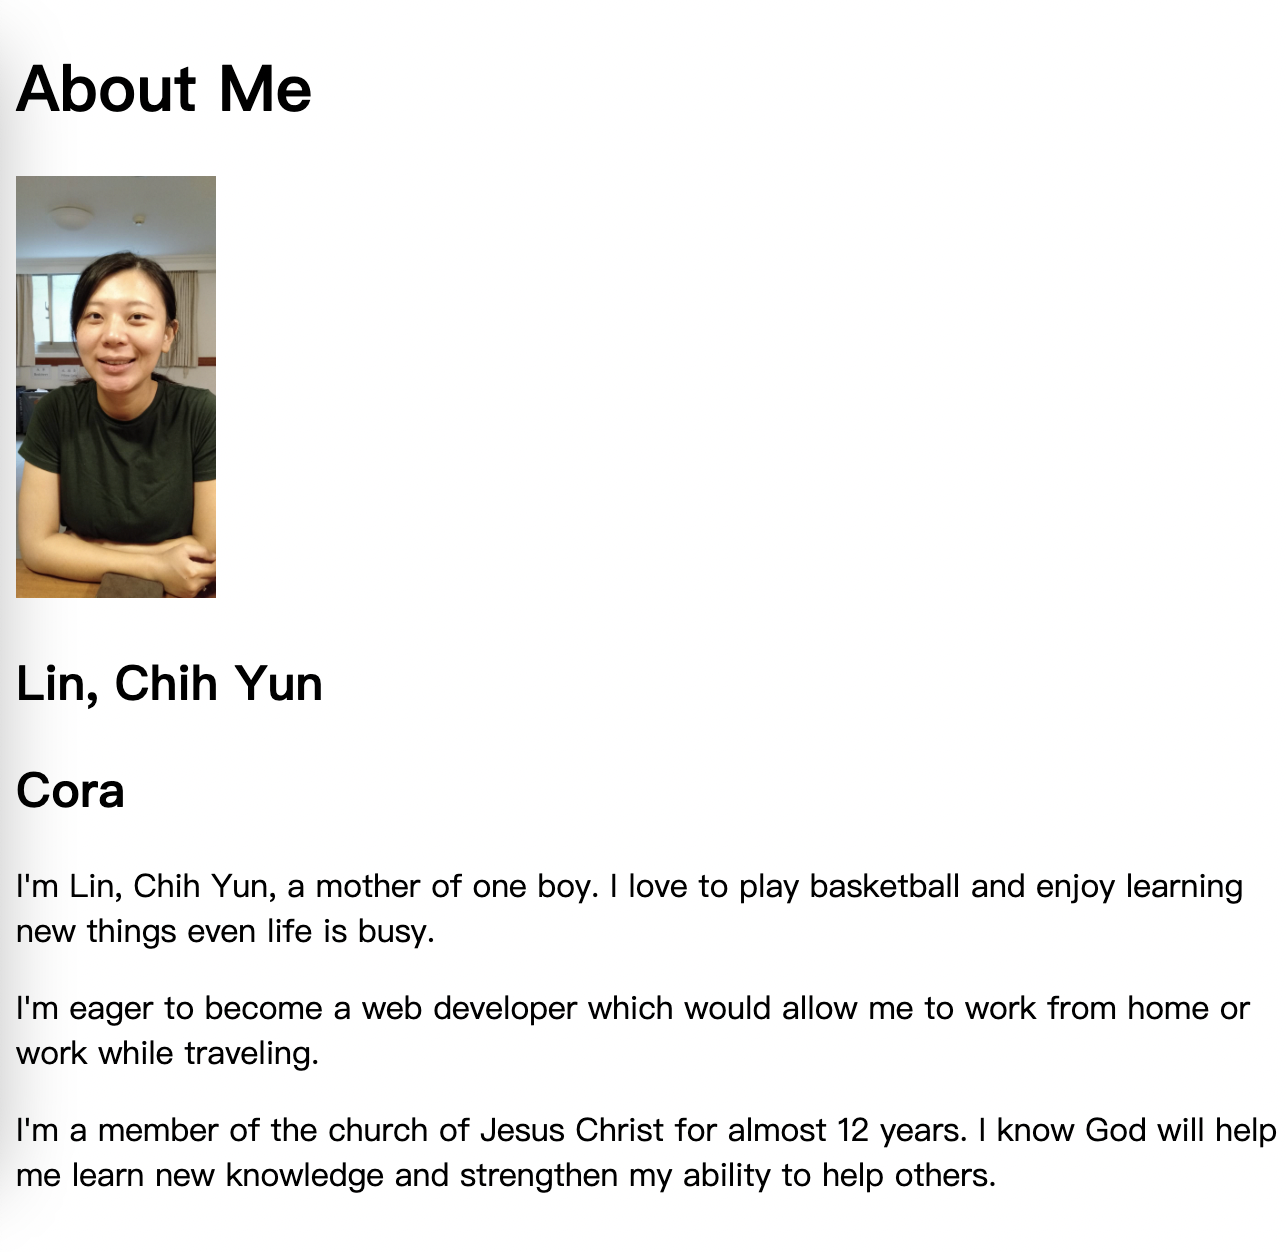 About Me
Lin, Chih Yun
Cora
I'm Lin, Chih Yun, a mother of one boy. I love to play basketball and enjoy learning
new things even life is busy.
I'm eager to become a web developer which would allow me to work from home or
work while traveling.
I'm a member of the church of Jesus Christ for almost 12 years. I know God will help
me learn new knowledge and strengthen my ability to help others.